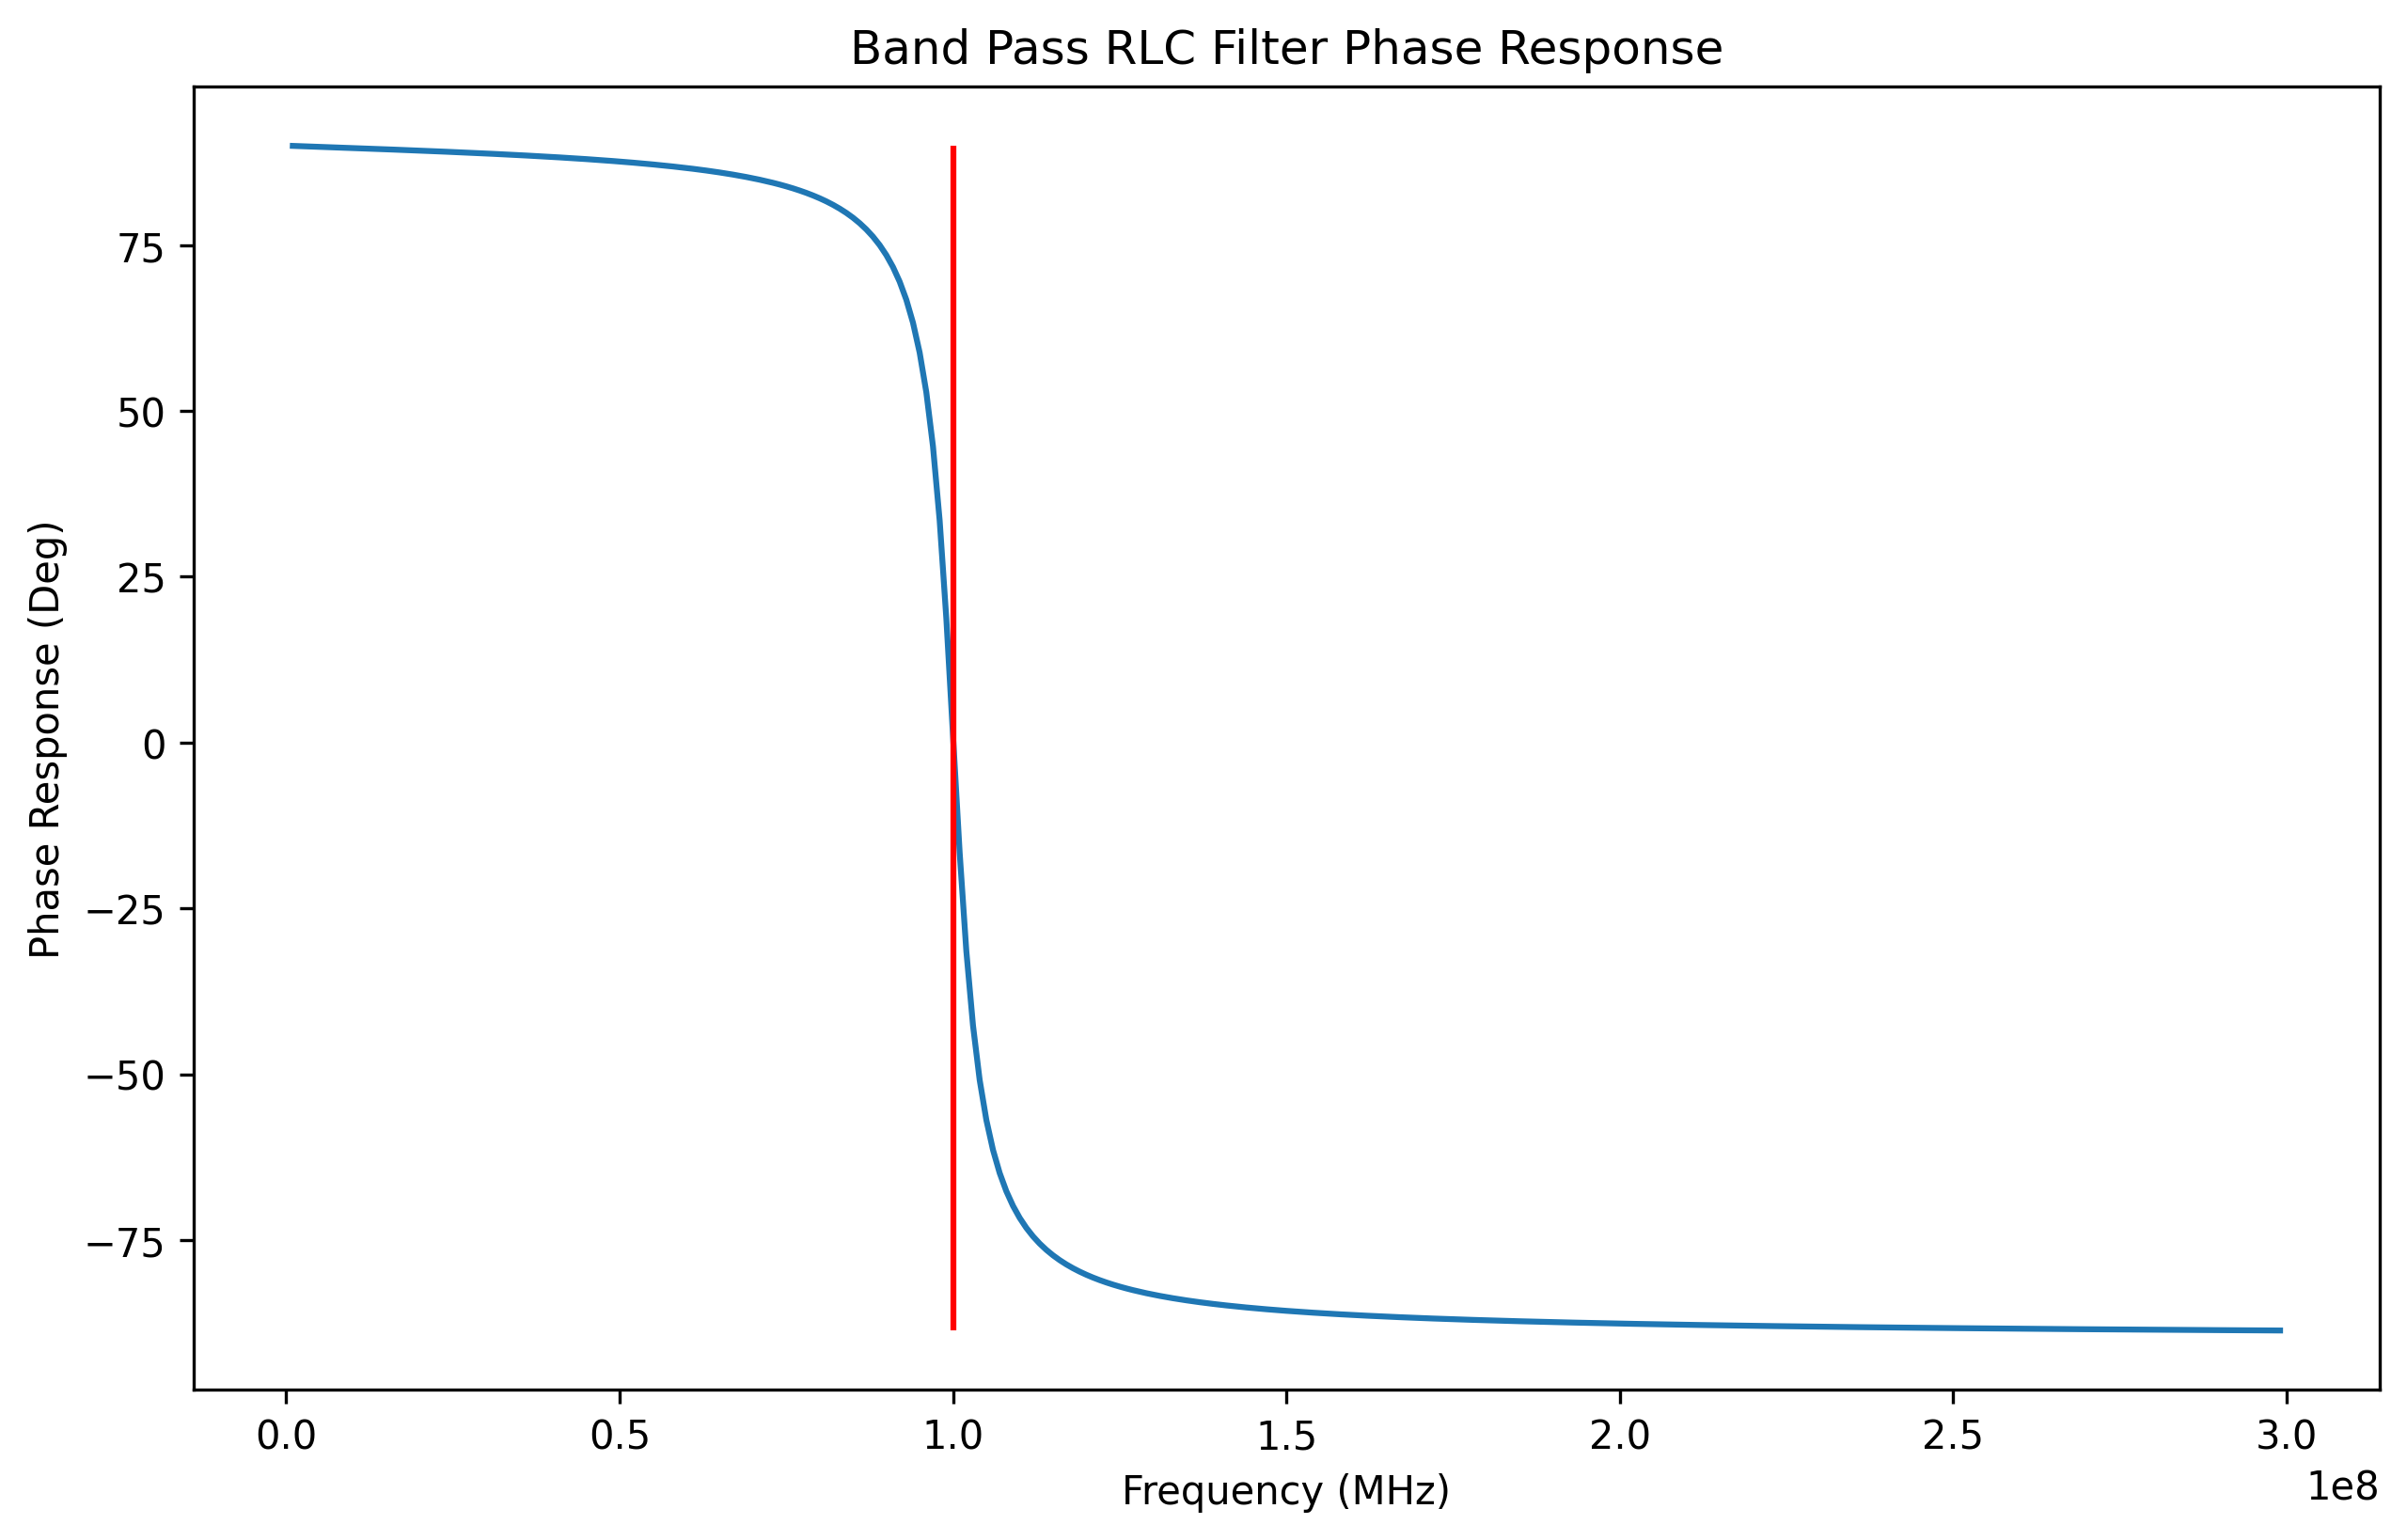 Band Pass RLC Filter Phase Response
Phase Response (Deg)
75
50
25
0
−25
−50
−75
0.0 0.5 1.0 1.5 2.0 2.5 3.0
Frequency (MHz)
1e8